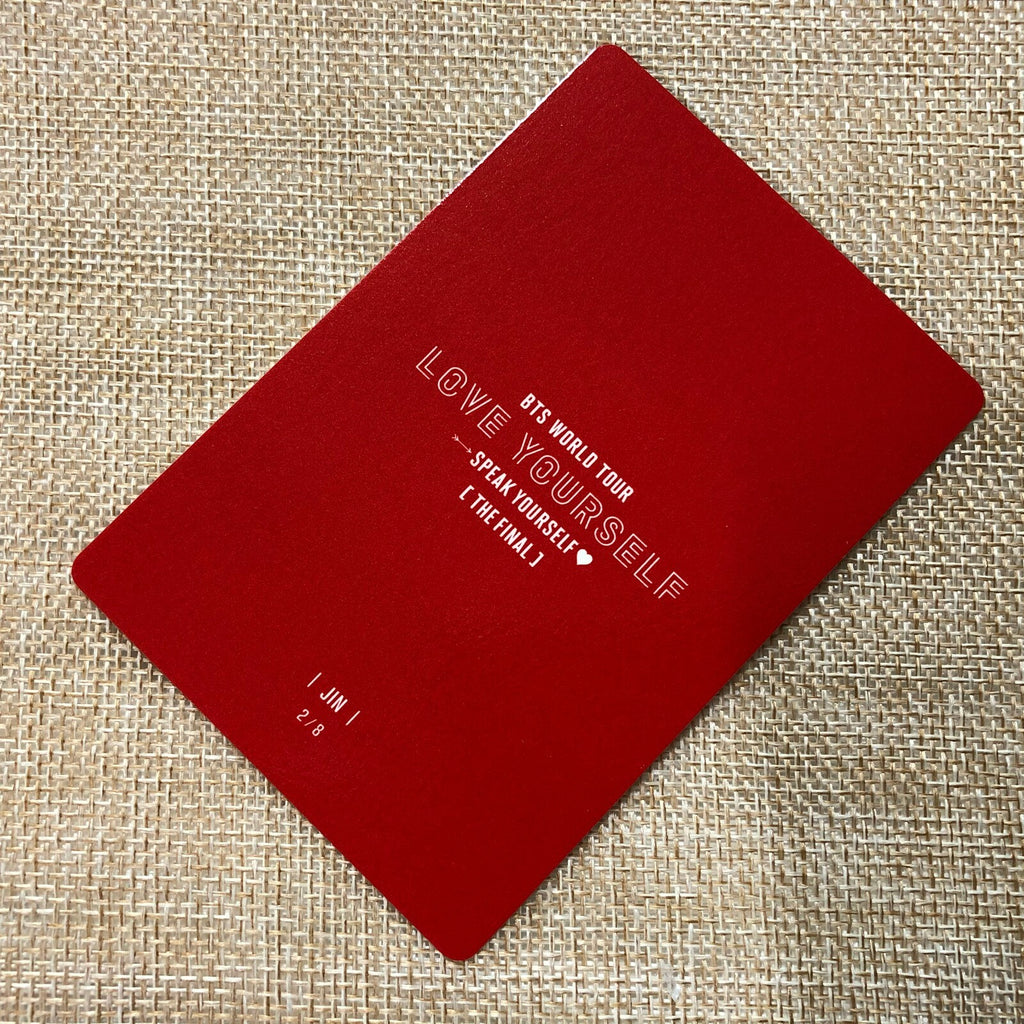 BTS WORLD TOUR
LOVE YOURSELF
SPEAK YOURSELF
[ THE FINAL ]
| JIN |
2/8